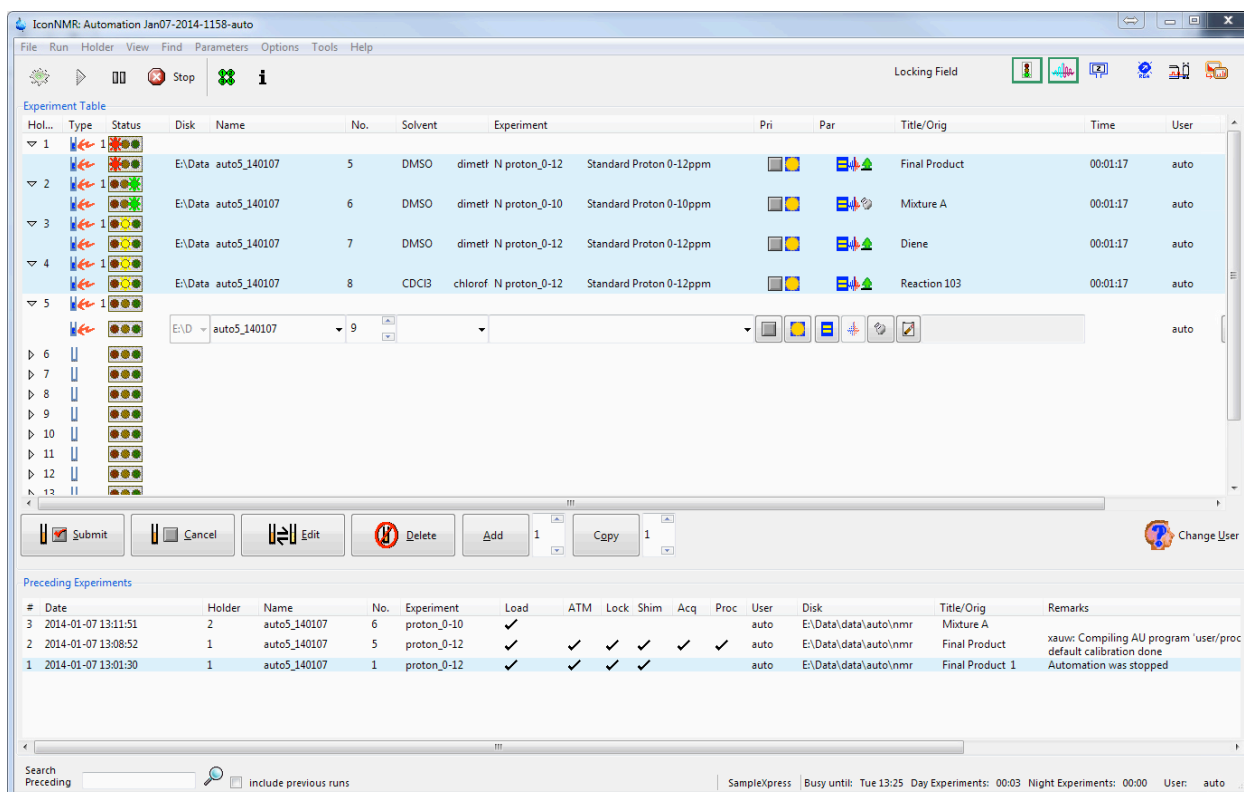 IconNMR: Automation Jan07-2014-1158-auto
File Run Holder View Find Parameters Options Tools Help
Stop
Locking Field
Experiment Table
Hol... Type Status Disk Name No. Solvent Experiment Pri Par Title/Orig Time User
1 1
E:\Data auto5_140107 5 DMSO dimeth N proton_0-12 Standard Proton 0-12ppm Final Product 00:01:17 auto
2 1
E:\Data auto5_140107 6 DMSO dimeth N proton_0-10 Standard Proton 0-10ppm Mixture A 00:01:17 auto
3 1
E:\Data auto5_140107 7 DMSO dimeth N proton_0-12 Standard Proton 0-12ppm Diene 00:01:17 auto
4 1
E:\Data auto5_140107 8 CDCl3 chlorof N proton_0-12 Standard Proton 0-12ppm Reaction 103 00:01:17 auto
5 1
E:\D auto5_140107 9 auto
6
7
8
9
10
11
12
13
Submit Cancel Edit Delete Add 1 Copy 1 Change User
Preceding Experiments
# Date Holder Name No. Experiment Load ATM Lock Shim Acq Proc User Disk Title/Orig Remarks
3 2014-01-07 13:11:51 2 auto5_140107 6 proton_0-10 auto E:\Data\data\auto\nmr Mixture A
2 2014-01-07 13:08:52 1 auto5_140107 5 proton_0-12 auto E:\Data\data\auto\nmr Final Product xauw: Compiling AU program 'user/proc
default calibration done
1 2014-01-07 13:01:30 1 auto5_140107 1 proton_0-12 auto E:\Data\data\auto\nmr Final Product 1 Automation was stopped
Search
Preceding
include previous runs
SampleXpress Busy until: Tue 13:25 Day Experiments: 00:03 Night Experiments: 00:00 User: auto